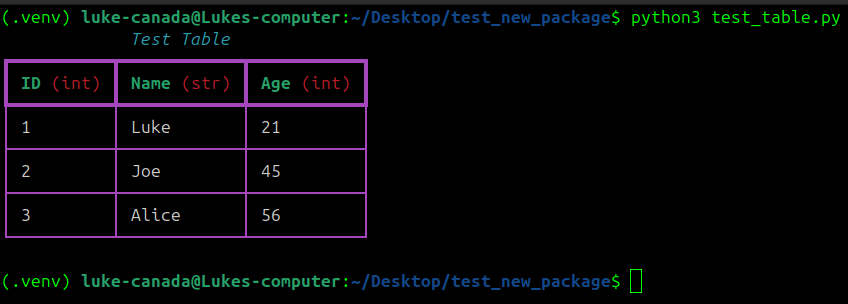 (.venv) luke-canada@Lukes-computer:~/Desktop/test_new_package$ python3 test_table.py
Test Table
ID (int) Name (str) Age (int)
1 Luke 21
2 Joe 45
3 Alice 56
(.venv) luke-canada@Lukes-computer:~/Desktop/test_new_package$